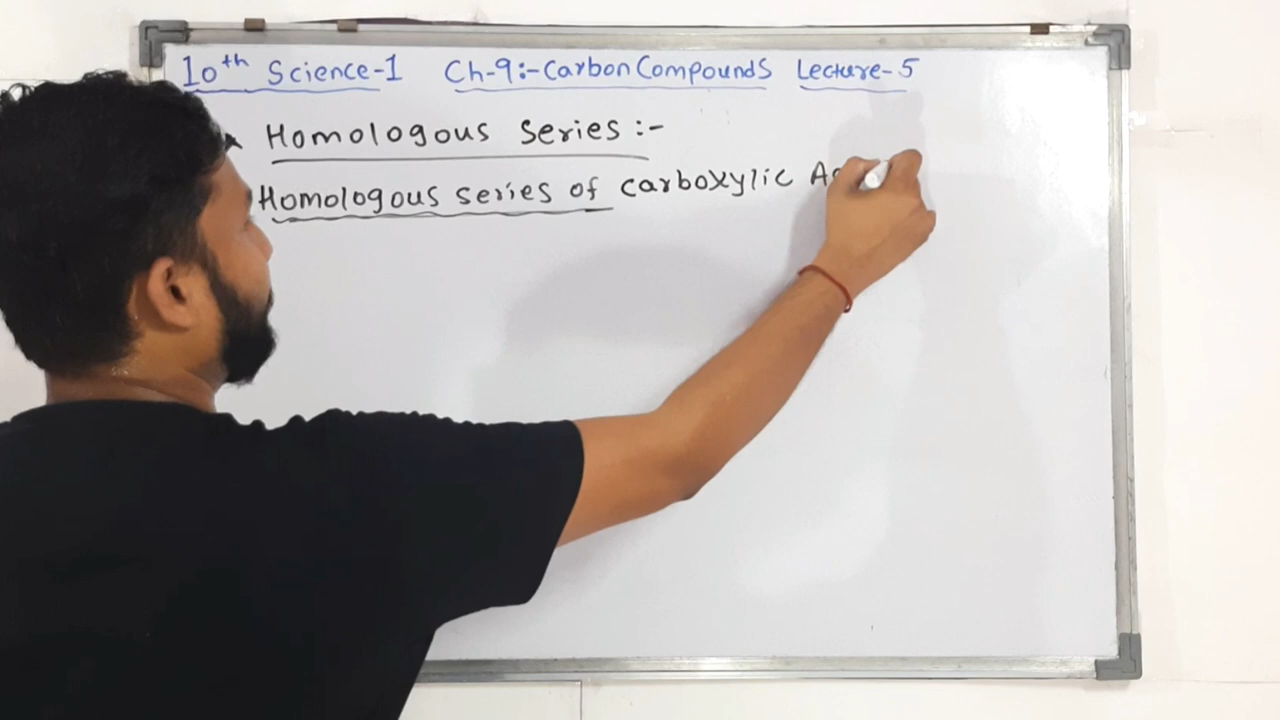 10th Science-1 Ch-9:- Carbon Compounds Lecture-5
Homologous Series :-
Homologous series of carboxylic